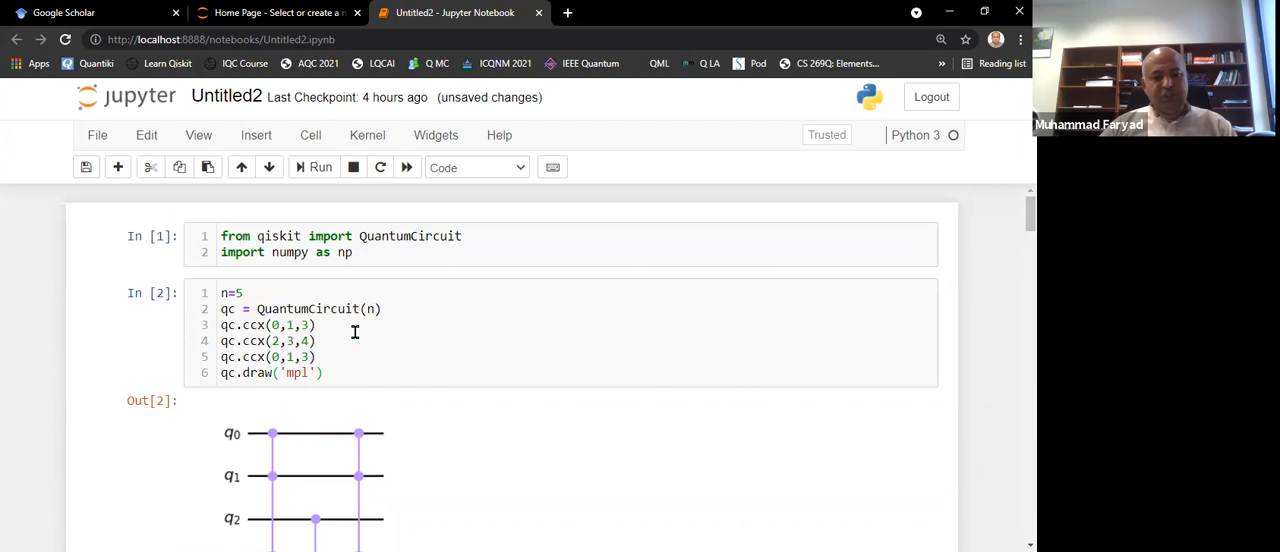 Google Scholar
Home Page - Select or create a n
Untitled2 - Jupyter Notebook
http://localhost:8888/notebooks/Untitled2.ipynb
Apps
Quantiki
Learn Qiskit
IQC Course
AQC 2021
LQCAI
Q MC
ICQNM 2021
IEEE Quantum
QML
Q LA
Pod
CS 269Q: Elements...
»
Reading list
jupyter
Untitled2 Last Checkpoint: 4 hours ago (unsaved changes)
Logout
File
Edit
View
Insert
Cell
Kernel
Widgets
Help
Trusted
Python 3
Run
Code
Muhammad Faryad
In [1]:
1 from qiskit import QuantumCircuit
2 import numpy as np
In [2]:
1 n=5
2 qc = QuantumCircuit(n)
3 qc.ccx(0,1,3)
4 qc.ccx(2,3,4)
5 qc.ccx(0,1,3)
6 qc.draw('mpl')
Out[2]:
q0
q1
q2